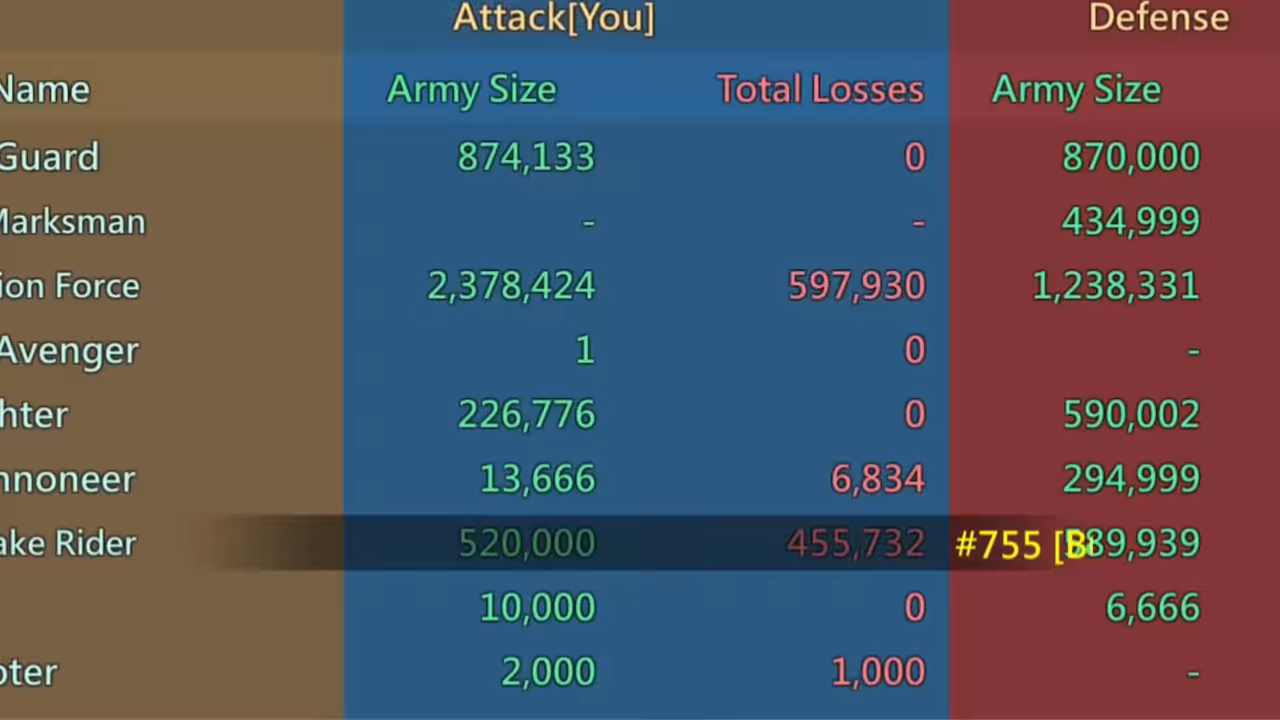 Attack[You] Defense
Name Army Size Total Losses Army Size
Guard 874,133 0 870,000
Marksman - - 434,999
ion Force 2,378,424 597,930 1,238,331
Avenger 1 0 -
hter 226,776 0 590,002
nnoneer 13,666 6,834 294,999
ake Rider 520,000 455,732 #755 [B 89,939
10,000 0 6,666
oter 2,000 1,000 -